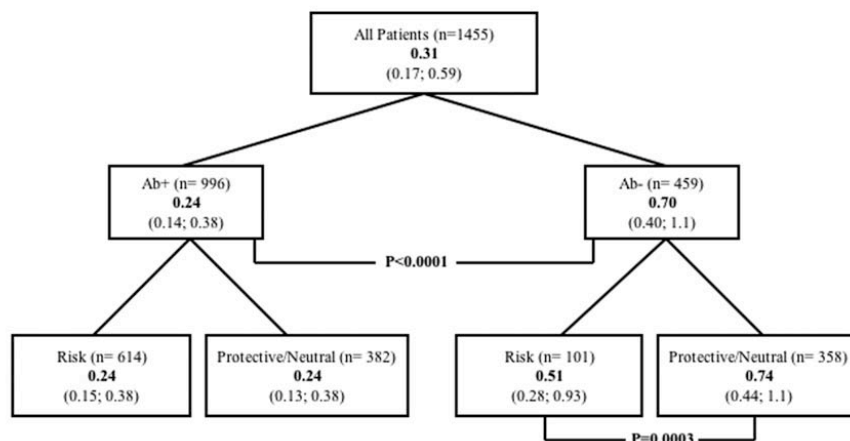 All Patients (n=1455)
0.31
(0.17; 0.59)
Ab+ (n= 996)
0.24
(0.14; 0.38)
Ab- (n= 459)
0.70
(0.40; 1.1)
P<0.0001
Risk (n= 614)
0.24
(0.15; 0.38)
Protective/Neutral (n= 382)
0.24
(0.13; 0.38)
Risk (n= 101)
0.51
(0.28; 0.93)
Protective/Neutral (n= 358)
0.74
(0.44; 1.1)
P=0.0003